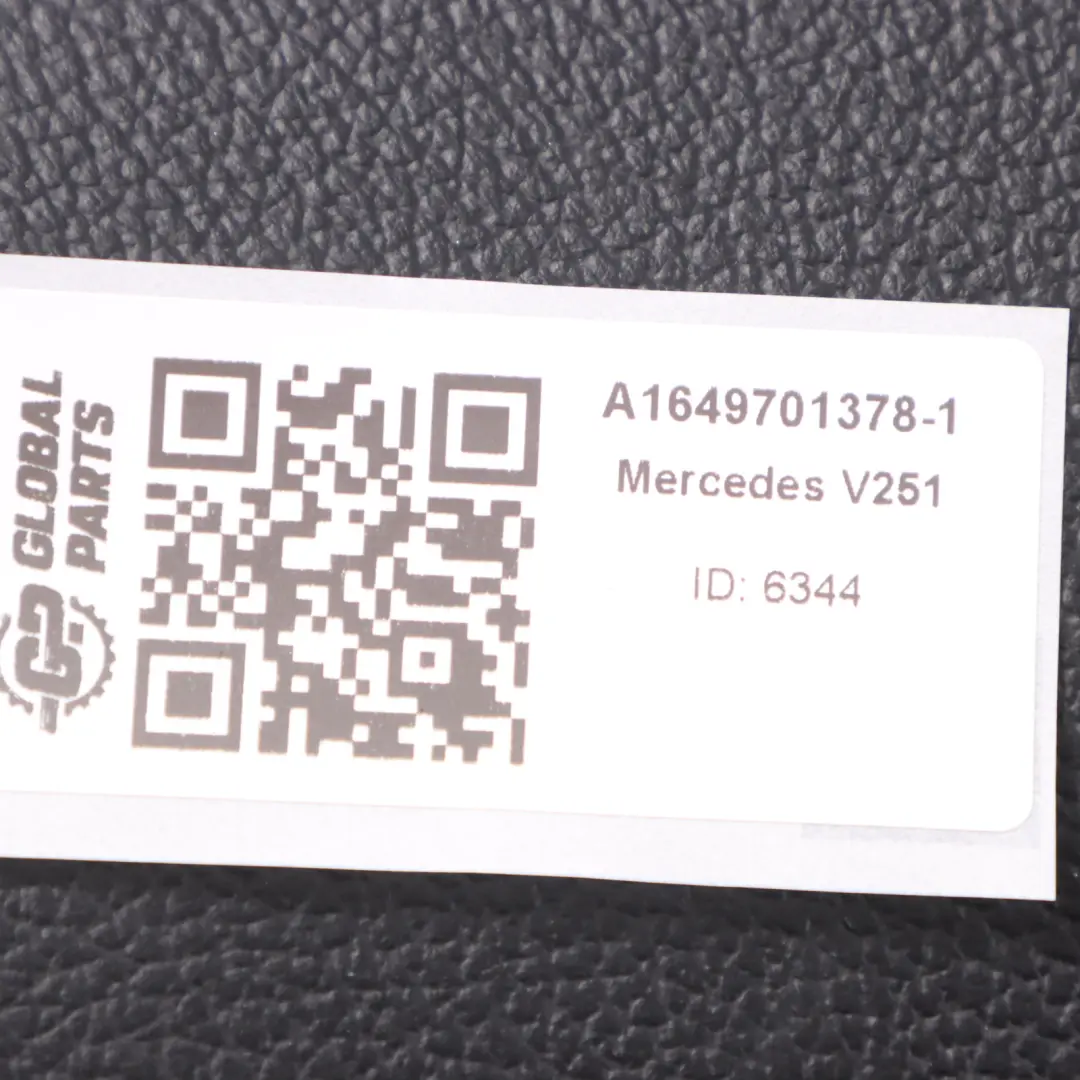 GLOBAL
PARTS
A1649701378-1
Mercedes V251
ID: 6344